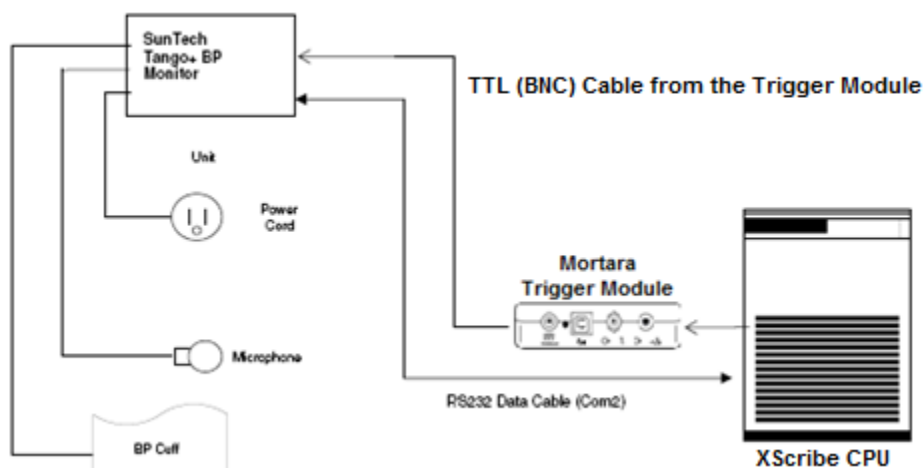 SunTech
Tango+ BP
Monitor
TTL (BNC) Cable from the Trigger Module
Unit
Power
Cord
Mortara
Trigger Module
Microphone
RS232 Data Cable (Com2)
BP Cuff
XScribe CPU